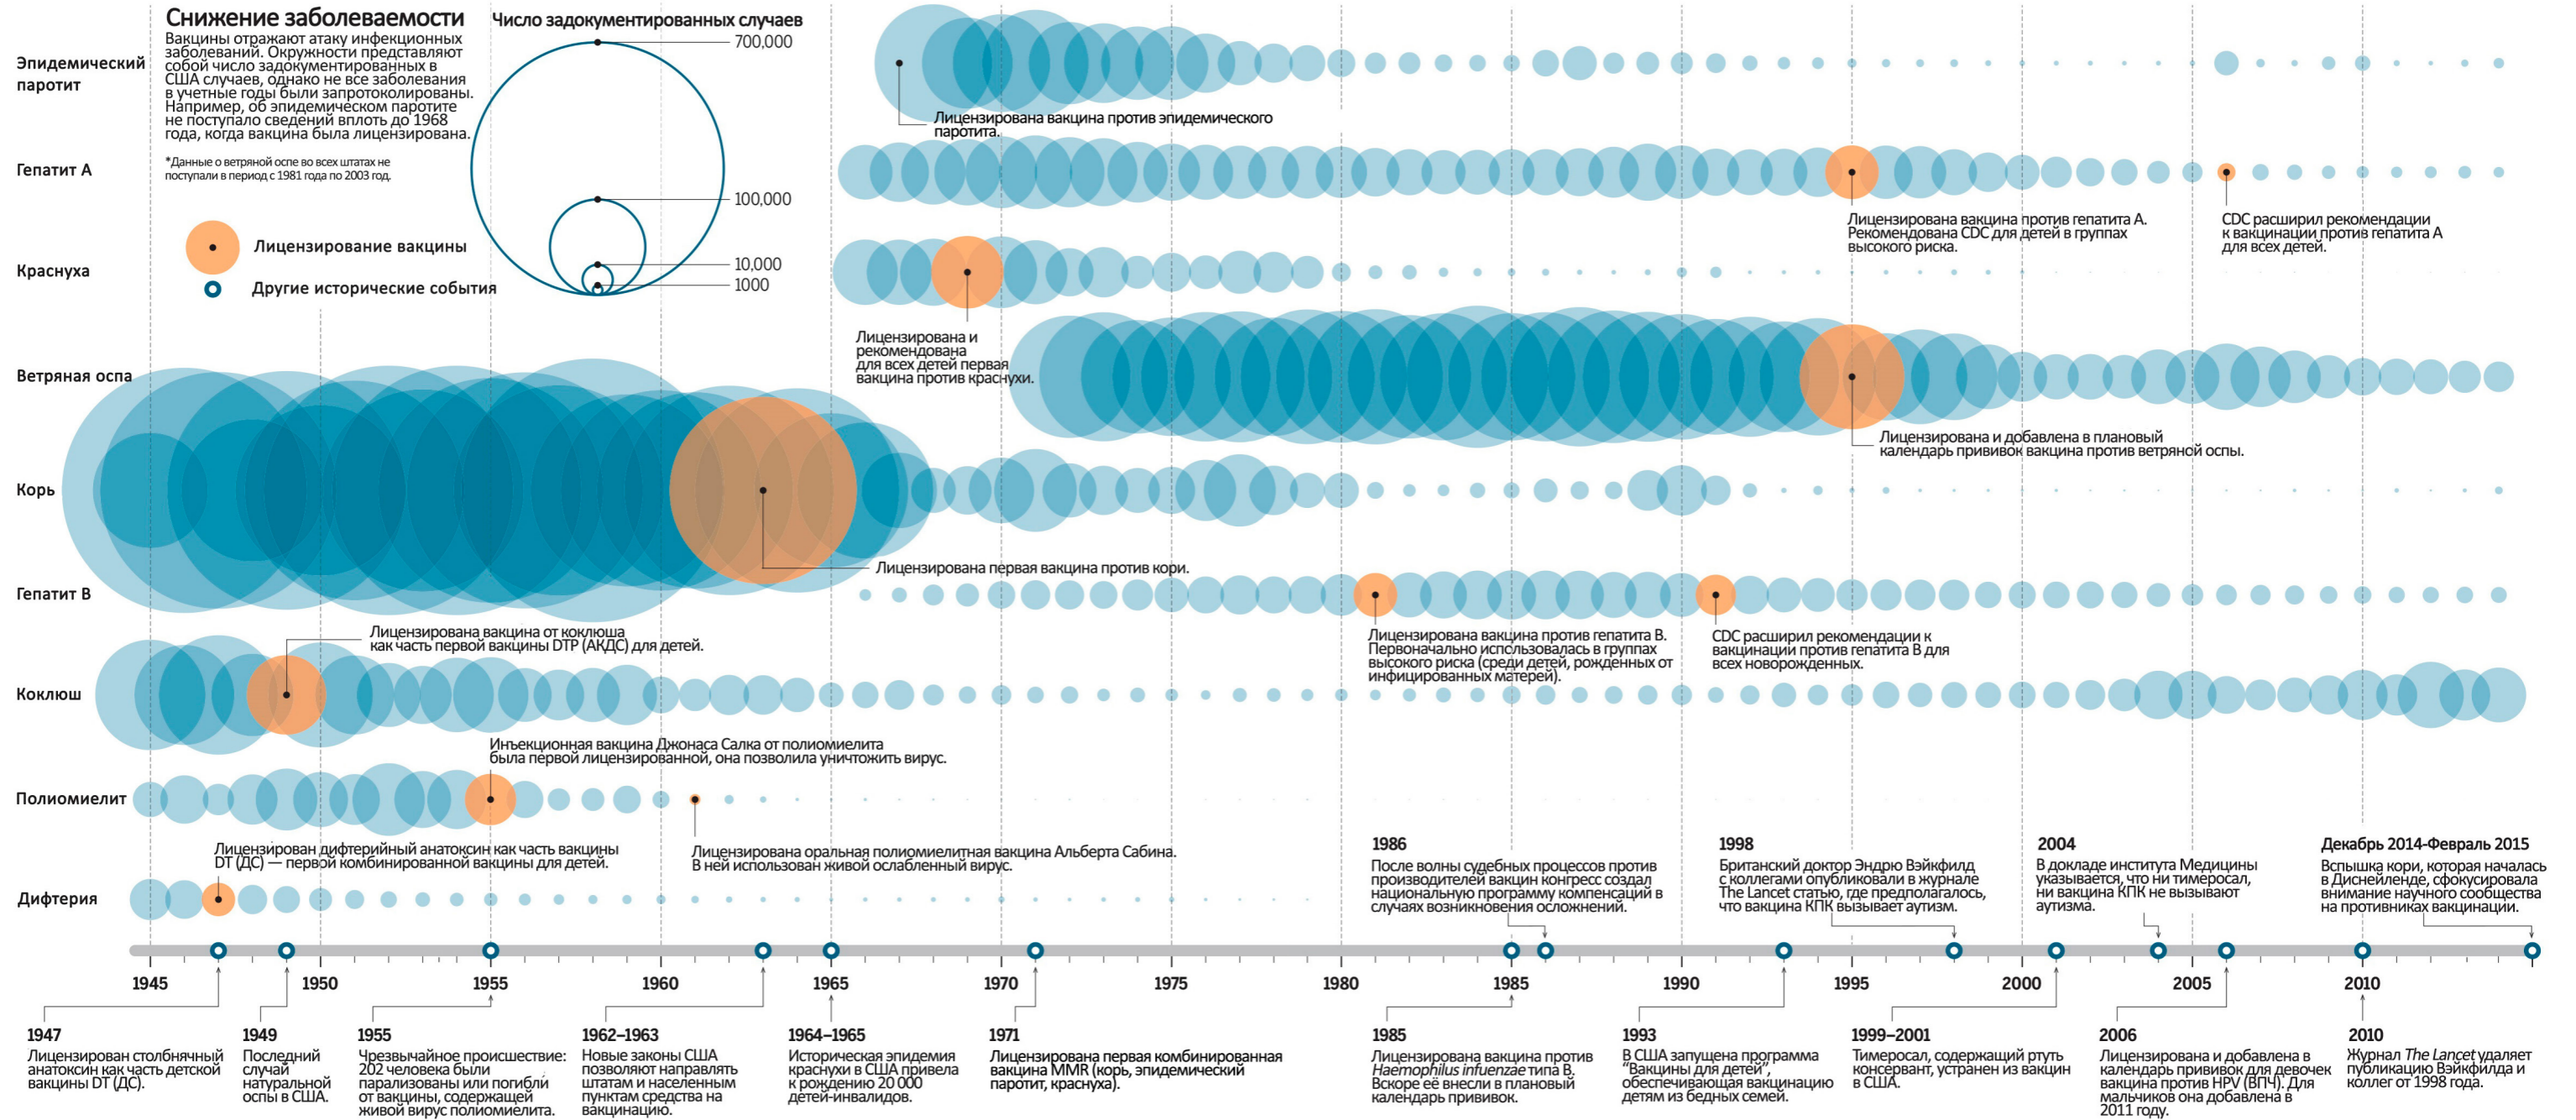 Снижение заболеваемости
Вакцины отражают атаку инфекционных
заболеваний. Окружности представляют
собой число задокументированных в
США случаев, однако не все заболевания
в учетные годы были запротоколированы.
Например, об эпидемическом паротите
не поступало сведений вплоть до 1968
года, когда вакцина была лицензирована.
*Данные о ветряной оспе во всех штатах не
поступали в период с 1981 года по 2003 год.
Лицензирование вакцины
Другие исторические события
Число задокументированных случаев
700,000
100,000
10,000
1000
Эпидемический
паротит
Лицензирована вакцина против эпидемического
паротита.
Гепатит А
Лицензирована вакцина против гепатита А.
Рекомендована CDC для детей в группах
высокого риска.
CDC расширил рекомендации
к вакцинации против гепатита А
для всех детей.
Краснуха
Лицензирована и
рекомендована
для всех детей первая
вакцина против краснухи.
Ветряная оспа
Лицензирована и добавлена в плановый
календарь прививок вакцина против ветряной оспы.
Корь
Лицензирована первая вакцина против кори.
Гепатит В
Лицензирована вакцина против гепатита В.
Первоначально использовалась в группах
высокого риска (среди детей, рожденных от
инфицированных матерей).
CDC расширил рекомендации к
вакцинации против гепатита В для
всех новорожденных.
Лицензирована вакцина от коклюша
как часть первой вакцины DTP (АКДС) для детей.
Коклюш
Инъекционная вакцина Джонаса Салка от полиомиелита
была первой лицензированной, она позволила уничтожить вирус.
Полиомиелит
Лицензирована оральная полиомиелитная вакцина Альберта Сабина.
В ней использован живой ослабленный вирус.
Лицензирован дифтерийный анатоксин как часть вакцины
DT (ДС) — первой комбинированной вакцины для детей.
Дифтерия
1986
После волны судебных процессов против
производителей вакцин конгресс создал
национальную программу компенсаций в
случаях возникновения осложнений.
1998
Британский доктор Эндрю Вэйкфилд
с коллегами опубликовали в журнале
The Lancet статью, где предполагалось,
что вакцина КПК вызывает аутизм.
2004
В докладе института Медицины
указывается, что ни тимеросал,
ни вакцина КПК не вызывают
аутизма.
Декабрь 2014-Февраль 2015
Вспышка кори, которая началась
в Диснейленде, сфокусировала
внимание научного сообщества
на противниках вакцинации.
1945
1950
1955
1960
1965
1970
1975
1980
1985
1990
1995
2000
2005
2010
1947
Лицензирован столбнячный
анатоксин как часть детской
вакцины DT (ДС).
1949
Последний
случай
натуральной
оспы в США.
1955
Чрезвычайное происшествие:
202 человека были
парализованы или погибли
от вакцины, содержащей
живой вирус полиомиелита.
1962–1963
Новые законы США
позволяют направлять
штатам и населенным
пунктам средства на
вакцинацию.
1964–1965
Историческая эпидемия
краснухи в США привела
к рождению 20 000
детей-инвалидов.
1971
Лицензирована первая комбинированная
вакцина MMR (корь, эпидемический
паротит, краснуха).
1985
Лицензирована вакцина против
Haemophilus infuenzae типа В.
Вскоре её внесли в плановый
календарь прививок.
1993
В США запущена программа
"Вакцины для детей",
обеспечивающая вакцинацию
детям из бедных семей.
1999–2001
Тимеросал, содержащий ртуть
консервант, устранен из вакцин
в США.
2006
Лицензирована и добавлена в
календарь прививок для девочек
вакцина против HPV (ВПЧ). Для
мальчиков она добавлена в
2011 году.
2010
Журнал The Lancet удаляет
публикацию Вэйкфилда и
коллег от 1998 года.